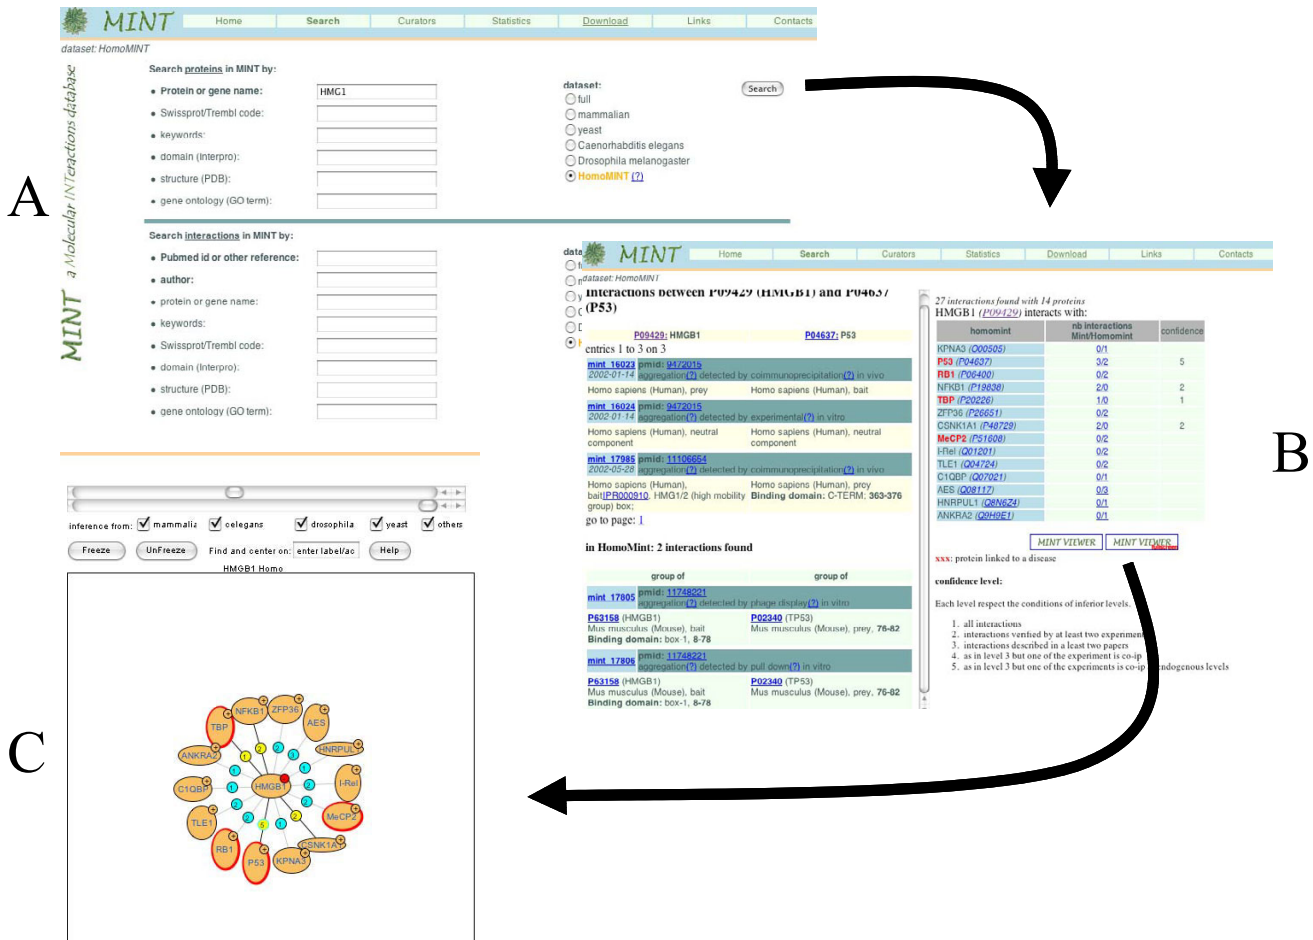 MINT Home Search Curators Statistics Download Links Contacts
dataset: HomoMINT
MINT a Molecular INTeractions database
A
Search proteins in MINT by:
• Protein or gene name: HMG1
• Swissprot/Trembl code:
• keywords:
• domain (Interpro):
• structure (PDB):
• gene ontology (GO term):
dataset:
full
mammalian
yeast
Caenorhabditis elegans
Drosophila melanogaster
HomoMINT (?)
Search
Search interactions in MINT by:
• Pubmed id or other reference:
• author:
• protein or gene name:
• keywords:
• Swissprot/Trembl code:
• domain (Interpro):
• structure (PDB):
• gene ontology (GO term):
B
MINT Home Search Curators Statistics Download Links Contacts
dataset: HomoMINT
Interactions between P09429 (HMGB1) and P04637
(P53)
P09429: HMGB1 P04637: P53
entries 1 to 3 on 3
mint_16023 pmid: 9472015
2002-01-14 aggregation(?) detected by coimmunoprecipitation(?) in vivo
Homo sapiens (Human), prey Homo sapiens (Human), bait
mint_16024 pmid: 9472015
2002-01-14 aggregation(?) detected by experimental(?) in vitro
Homo sapiens (Human), neutral Homo sapiens (Human), neutral
component component
mint_17985 pmid: 11106654
2002-05-28 aggregation(?) detected by coimmunoprecipitation(?) in vivo
Homo sapiens (Human), Homo sapiens (Human), prey
baitIPR000910. HMG1/2 (high mobility Binding domain: C-TERM: 363-376
group) box;
go to page: 1
in HomoMint: 2 interactions found
group of group of
mint_17805 pmid: 11748221
aggregation(?) detected by phage display(?) in vitro
P63158 (HMGB1) P02340 (TP53)
Mus musculus (Mouse), bait Mus musculus (Mouse), prey, 76-82
Binding domain: box-1, 8-78
mint_17806 pmid: 11748221
aggregation(?) detected by pull down(?) in vitro
P63158 (HMGB1) P02340 (TP53)
Mus musculus (Mouse), bait Mus musculus (Mouse), prey, 76-82
Binding domain: box-1, 8-78
27 interactions found with 14 proteins
HMGB1 (P09429) interacts with:
homomint nb interactions confidence
Mint/Homomint
KPNA3 (O00505) 0/1
P53 (P04637) 3/2 5
RB1 (P06400) 0/2
NFKB1 (P19838) 2/0 2
TBP (P20226) 1/0 1
ZFP36 (P26651) 0/2
CSNK1A1 (P48729) 2/0 2
MeCP2 (P51608) 0/2
I-Rel (Q01201) 0/2
TLE1 (Q04724) 0/2
C1QBP (Q07021) 0/1
AES (Q08117) 0/3
HNRPUL1 (Q8N6Z4) 0/1
ANKRA2 (Q9H9E1) 0/1
MINT VIEWER MINT VIEWER
xxx: protein linked to a disease
confidence level:
Each level respect the conditions of inferior levels.
1. all interactions
2. interactions verified by at least two experiment
3. interactions described in a least two papers
4. as in level 3 but one of the experiment is co-ip
5. as in level 3 but one of the experiments is co-ip endogenous levels
C
inference from: mammalia celegans drosophila yeast others
Freeze UnFreeze Find and center on: enter label/ac Help
HMGB1 Homo
NFKB1 ZFP36
TBP AES
ANKRA2 HNRPUL1
C1QBP HMGB1 I-Rel
TLE1 MeCP2
RB1 CSNK1A1
P53 KPNA3